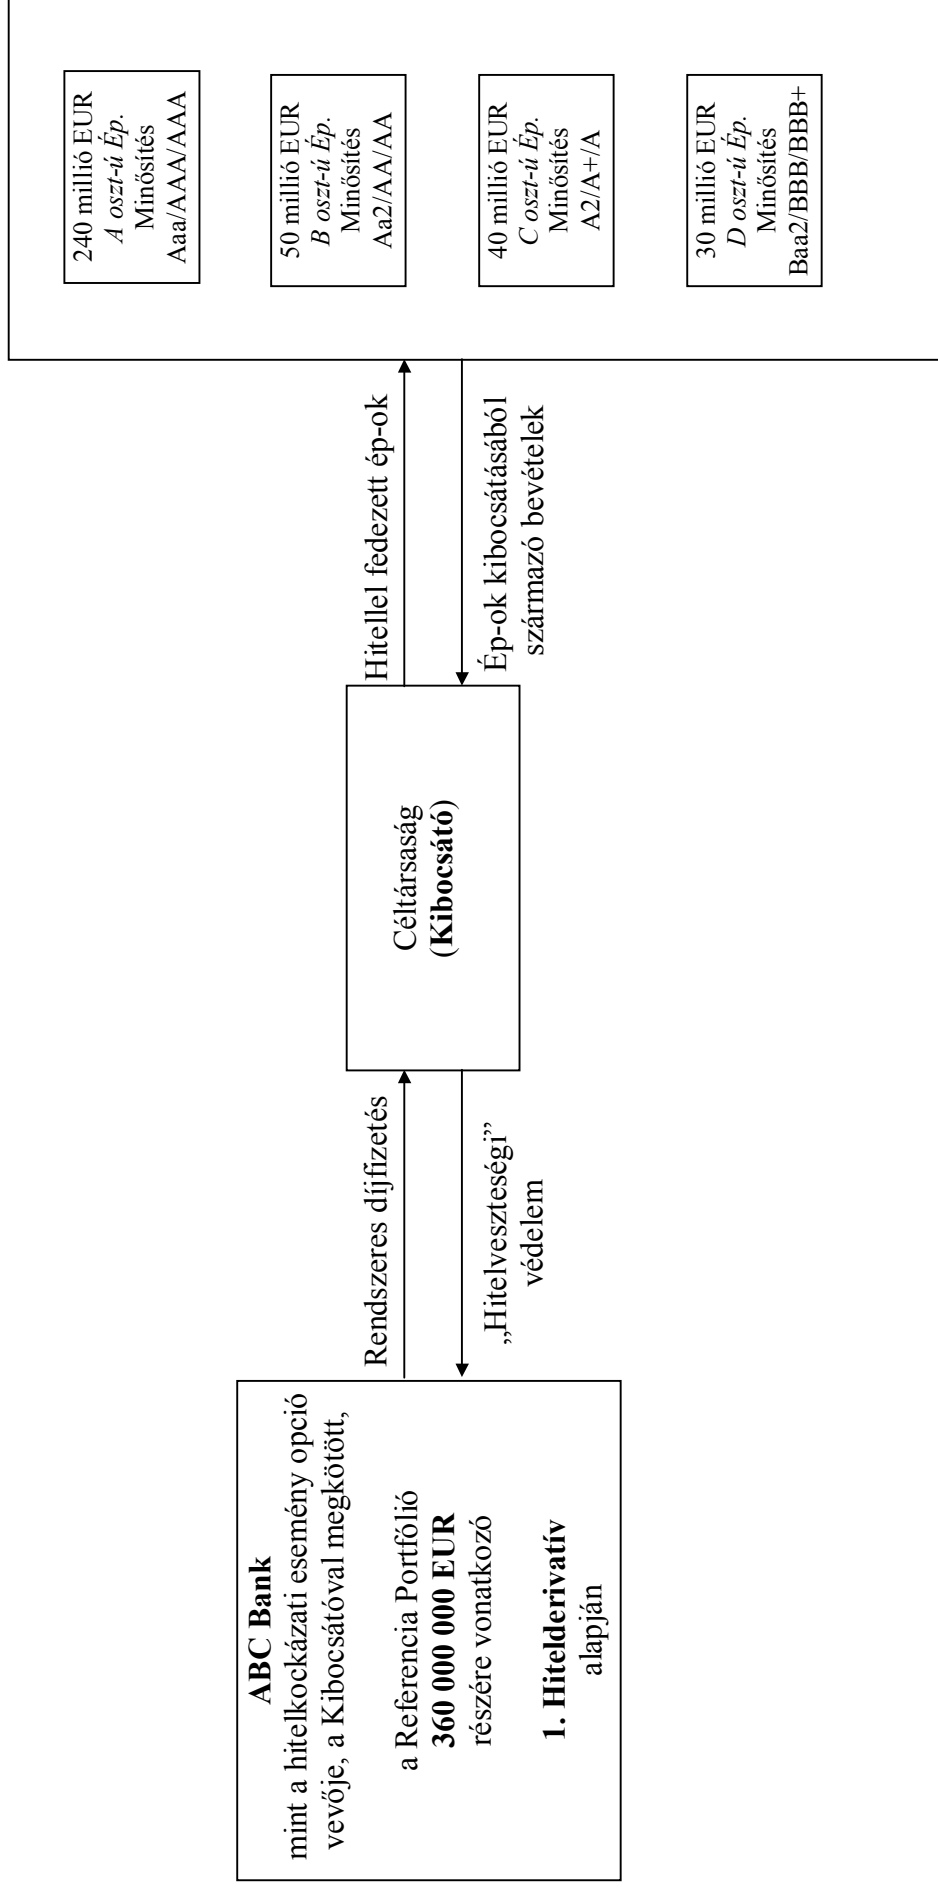 ABC Bank
mint a hitelkockázati esemény opció
vevője, a Kibocsátóval megkötött,
a Referencia Portfólió
360 000 000 EUR
részére vonatkozó
1. Hitelderivatív
alapján
Rendszeres díjfizetés
„Hitelveszteségi”
védelem
Céltársaság
(Kibocsátó)
Hitellel fedezett ép-ok
Ép-ok kibocsátásából
származó bevételek
240 millió EUR
A oszt-ú Ép.
Minősítés
Aaa/AAA/AAA
50 millió EUR
B oszt-ú Ép.
Minősítés
Aa2/AA/AA
40 millió EUR
C oszt-ú Ép.
Minősítés
A2/A+/A
30 millió EUR
D oszt-ú Ép.
Minősítés
Baa2/BBB/BBB+